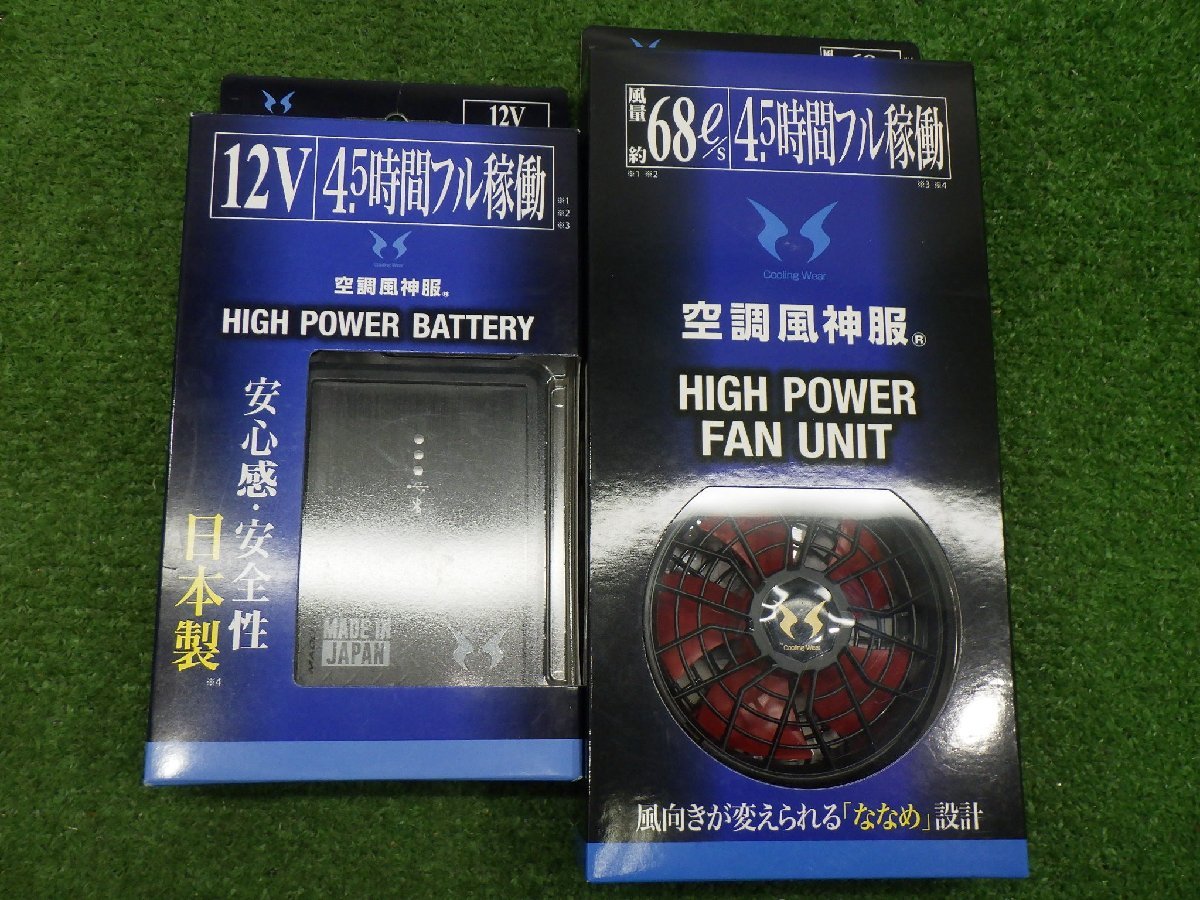 12V
12V 4.5時間フル稼働 ※1 ※2 ※3
Cooling Wear
空調風神服®
HIGH POWER BATTERY
安心感・安全性
日本製 ※4
MADE IN JAPAN
風量 約 68ℓ/s 4.5時間フル稼働
※1 ※2
※3 ※4
Cooling Wear
空調風神服®
HIGH POWER
FAN UNIT
Cooling Wear
風向きが変えられる「ななめ」設計